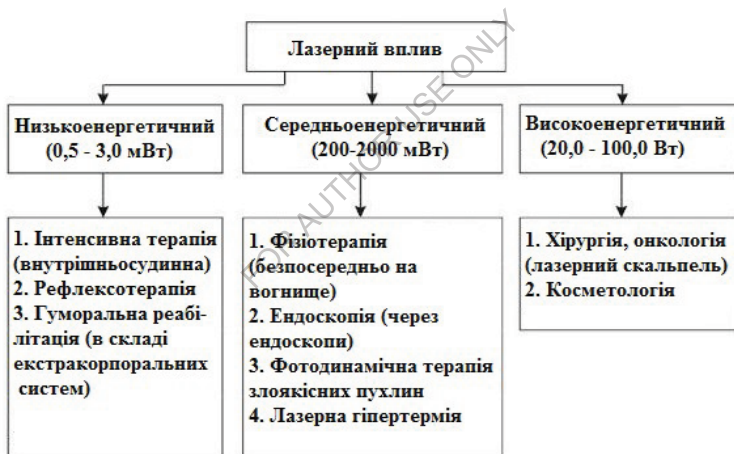 Лазерний вплив
Низькоенергетичний
(0,5 - 3,0 мВт)
Середньоенергетичний
(200-2000 мВт)
Високоенергетичний
(20,0 - 100,0 Вт)
1. Інтенсивна терапія
(внутрішньосудинна)
2. Рефлексотерапія
3. Гуморальна реабі-
літація (в складі
екстракорпоральних
систем)
1. Фізіотерапія
(безпосередньо на
вогнище)
2. Ендоскопія (через
ендоскопи)
3. Фотодинамічна терапія
злоякісних пухлин
4. Лазерна гіпертермія
1. Хірургія, онкологія
(лазерний скальпель)
2. Косметологія
FOR AUTHOR USE ONLY